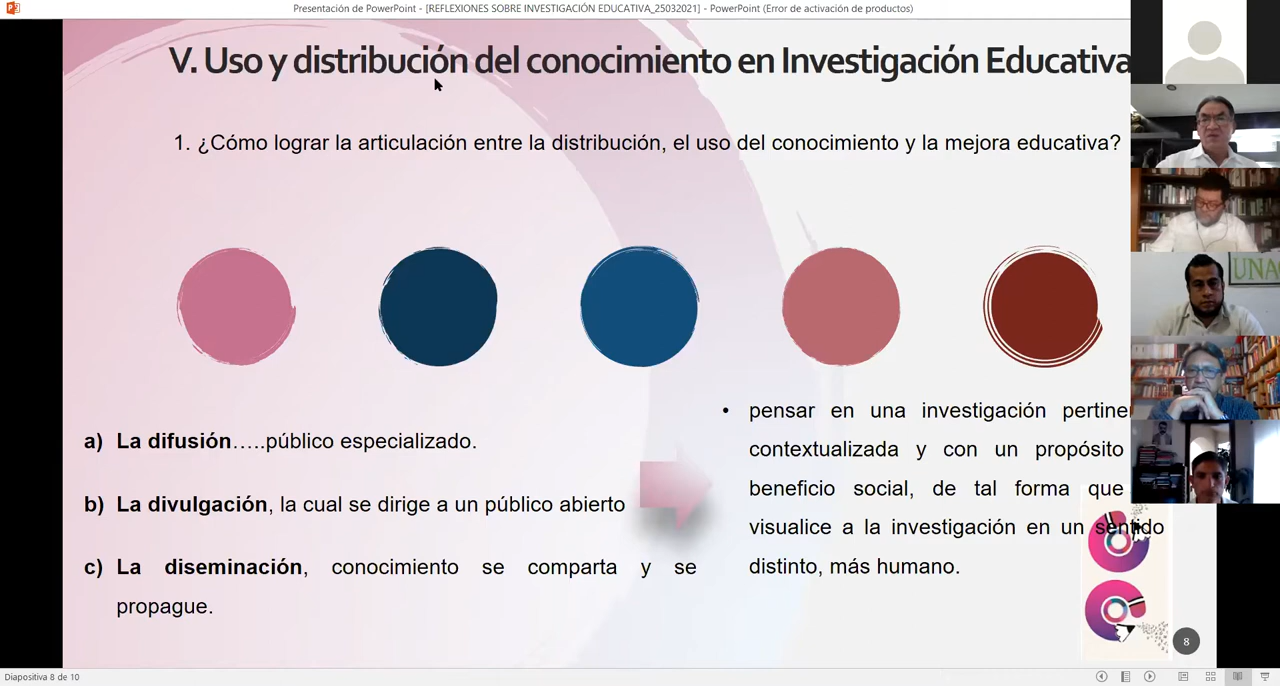 Presentación de PowerPoint - [REFLEXIONES SOBRE INVESTIGACIÓN EDUCATIVA_25032021] - PowerPoint (Error de activación de productos)
V. Uso y distribución del conocimiento en Investigación Educativa
1. ¿Cómo lograr la articulación entre la distribución, el uso del conocimiento y la mejora educativa?
a) La difusión…..público especializado.
b) La divulgación, la cual se dirige a un público abierto
c) La diseminación, conocimiento se comparta y se
propague.
• pensar en una investigación
contextualizada y con un propósito
beneficio social, de tal forma que
visualice a la investigación en un sentido
distinto, más humano.
8
Diapositiva 8 de 10